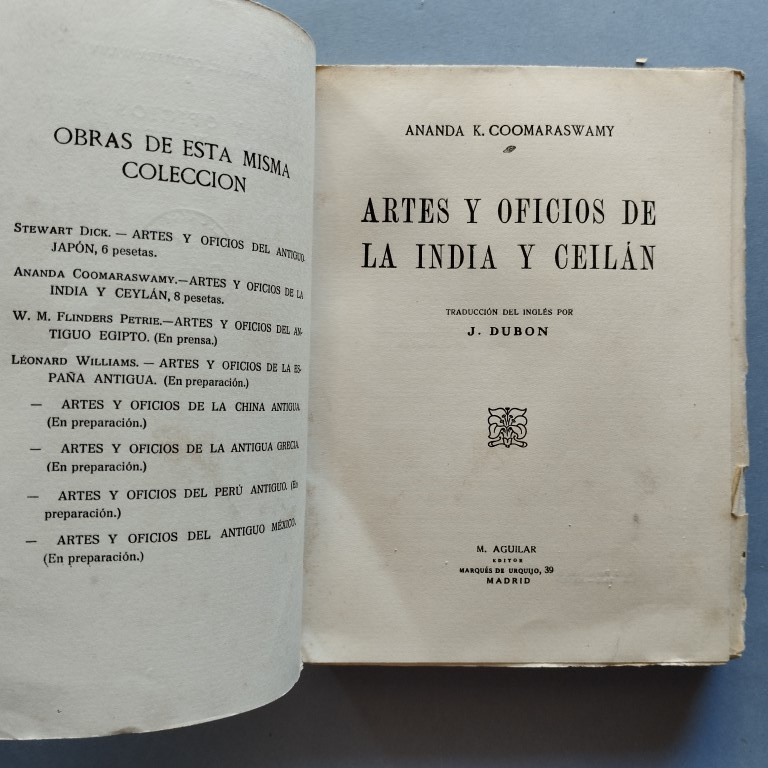 OBRAS DE ESTA MISMA
COLECCION
STEWART DICK. — ARTES Y OFICIOS DEL ANTIGUO
JAPÓN, 6 pesetas.
ANANDA COOMARASWAMY.—ARTES Y OFICIOS DE LA
INDIA Y CEYLÁN, 8 pesetas.
W. M. FLINDERS PETRIE.—ARTES Y OFICIOS DEL AN-
TIGUO EGIPTO. (En prensa.)
LÉONARD WILLIAMS. — ARTES Y OFICIOS DE LA ES-
PAÑA ANTIGUA. (En preparación.)
— ARTES Y OFICIOS DE LA CHINA ANTIGUA
(En preparación.)
— ARTES Y OFICIOS DE LA ANTIGUA GRECIA
(En preparación.)
— ARTES Y OFICIOS DEL PERÚ ANTIGUO. (En
preparación.)
— ARTES Y OFICIOS DEL ANTIGUO MÉXICO.
(En preparación.)
ANANDA K. COOMARASWAMY
ARTES Y OFICIOS DE
LA INDIA Y CEILÁN
TRADUCCIÓN DEL INGLÉS POR
J. DUBON
M. AGUILAR
EDITOR
MARQUÉS DE URQUIJO, 39
MADRID